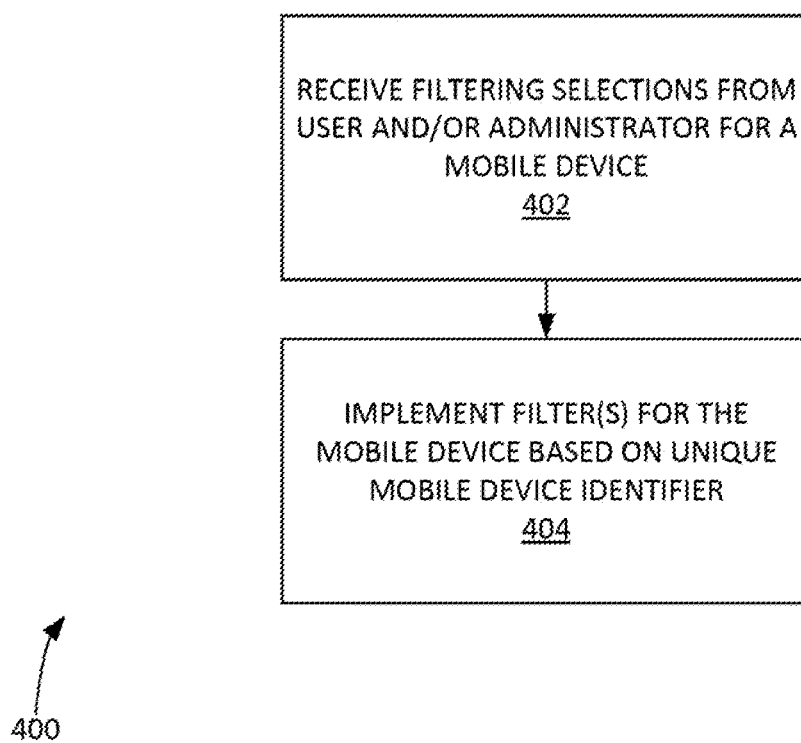 RECEIVE FILTERING SELECTIONS FROM
USER AND/OR ADMINISTRATOR FOR A
MOBILE DEVICE
402
IMPLEMENT FILTER(S) FOR THE
MOBILE DEVICE BASED ON UNIQUE
MOBILE DEVICE IDENTIFIER
404
400